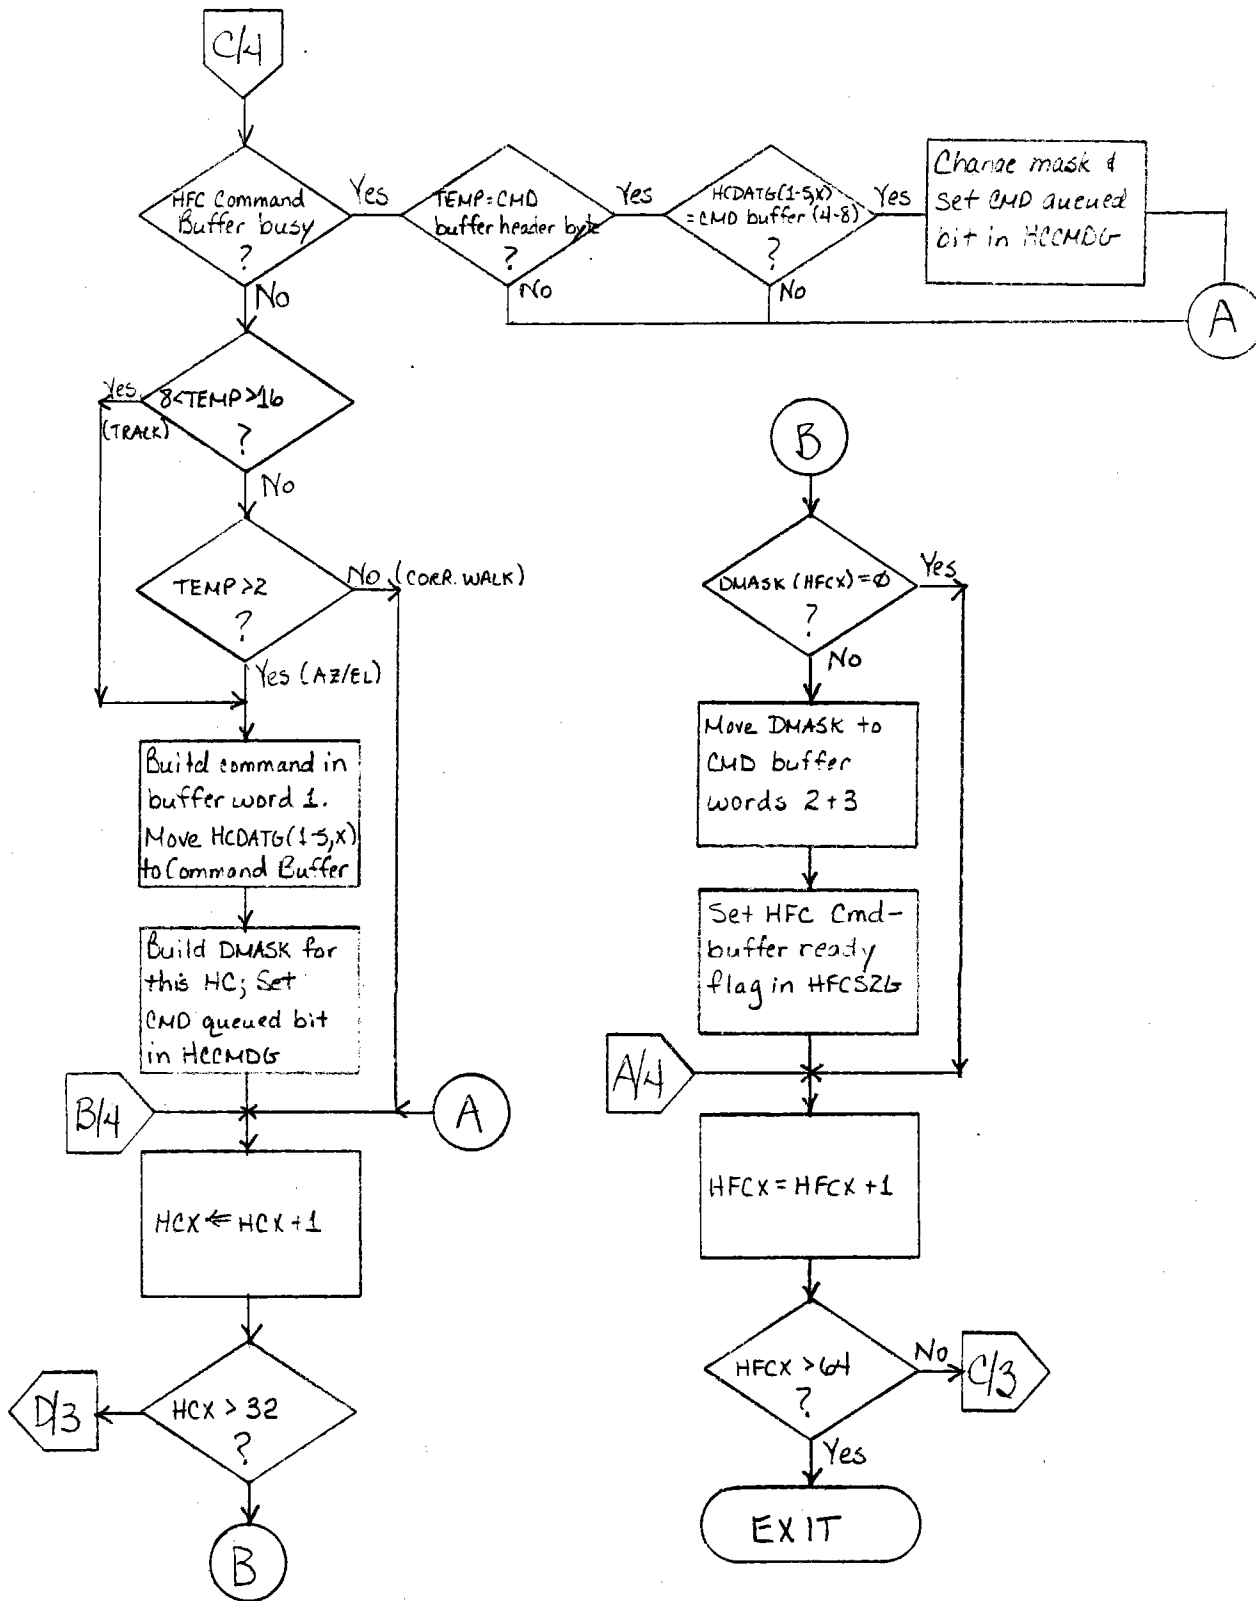 C/4
HFC Command
Buffer busy
?
Yes
No
TEMP=CMD
buffer header byte
?
Yes
No
HCDATG(1-5,X)
=CMD buffer (4-8)
?
Yes
No
Change mask &
set CMD queued
bit in HCCMDG
A
8<TEMP>16
?
Yes
(TRACK)
No
TEMP>2
?
No (CORR. WALK)
Yes (AZ/EL)
Build command in
buffer word 1.
Move HCDATG(1-5,X)
to Command Buffer
Build DMASK for
this HC; Set
CMD queued bit
in HCCMDG
B/4
A
HCX ⇐ HCX +1
HCX > 32
?
D/3
B
B
DMASK (HFCX) = ∅
?
Yes
No
Move DMASK to
CMD buffer
words 2+3
Set HFC Cmd-
buffer ready
flag in HFCS2G
A/4
HFCX = HFCX +1
HFCX >64
?
No
C/3
Yes
EXIT